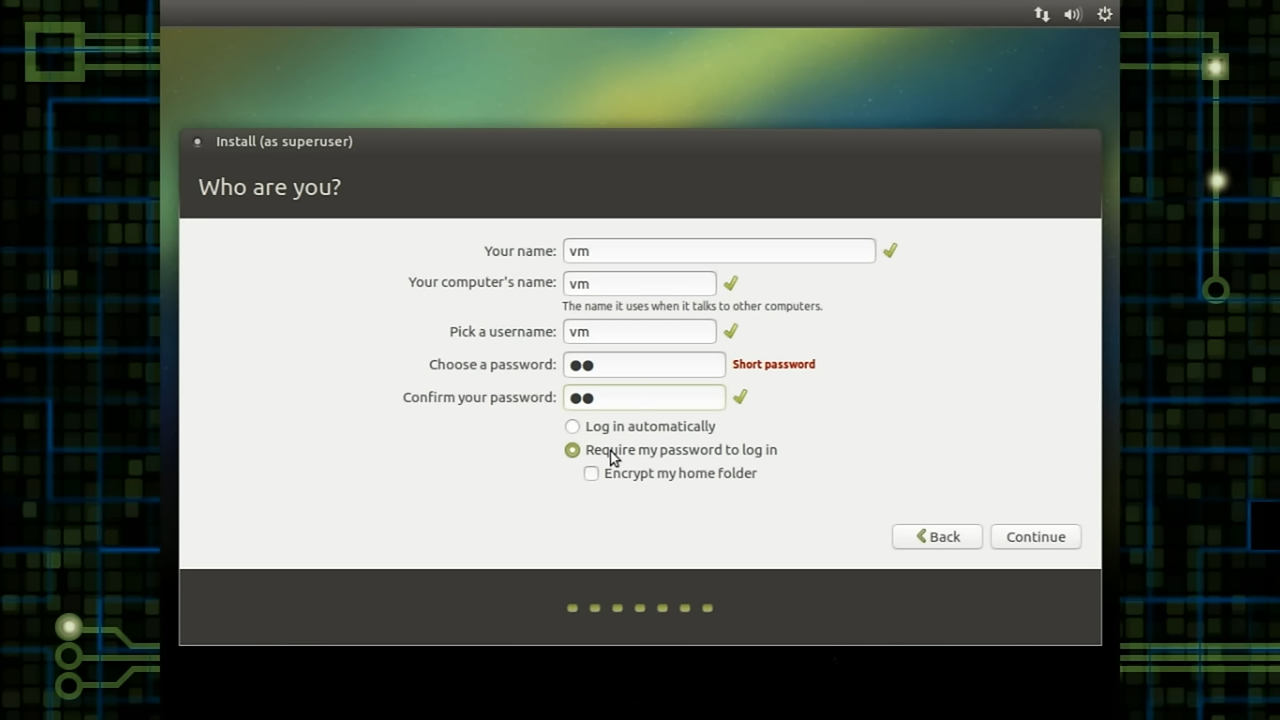 Install (as superuser)
Who are you?
Your name: vm
Your computer's name: vm
The name it uses when it talks to other computers.
Pick a username: vm
Choose a password: ●● Short password
Confirm your password: ●●
Log in automatically
Require my password to log in
Encrypt my home folder
Back Continue